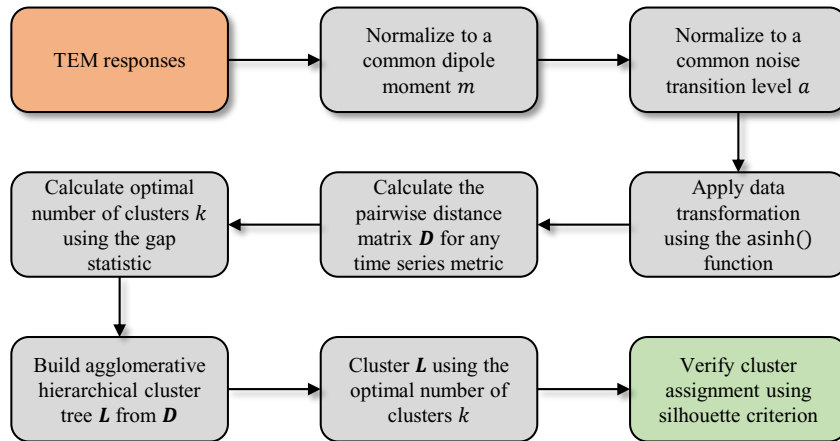 TEM responses
Normalize to a
common dipole
moment m
Normalize to a
common noise
transition level a
Apply data
transformation
using the asinh()
function
Calculate the
pairwise distance
matrix D for any
time series metric
Calculate optimal
number of clusters k
using the gap
statistic
Build agglomerative
hierarchical cluster
tree L from D
Cluster L using the
optimal number of
clusters k
Verify cluster
assignment using
silhouette criterion